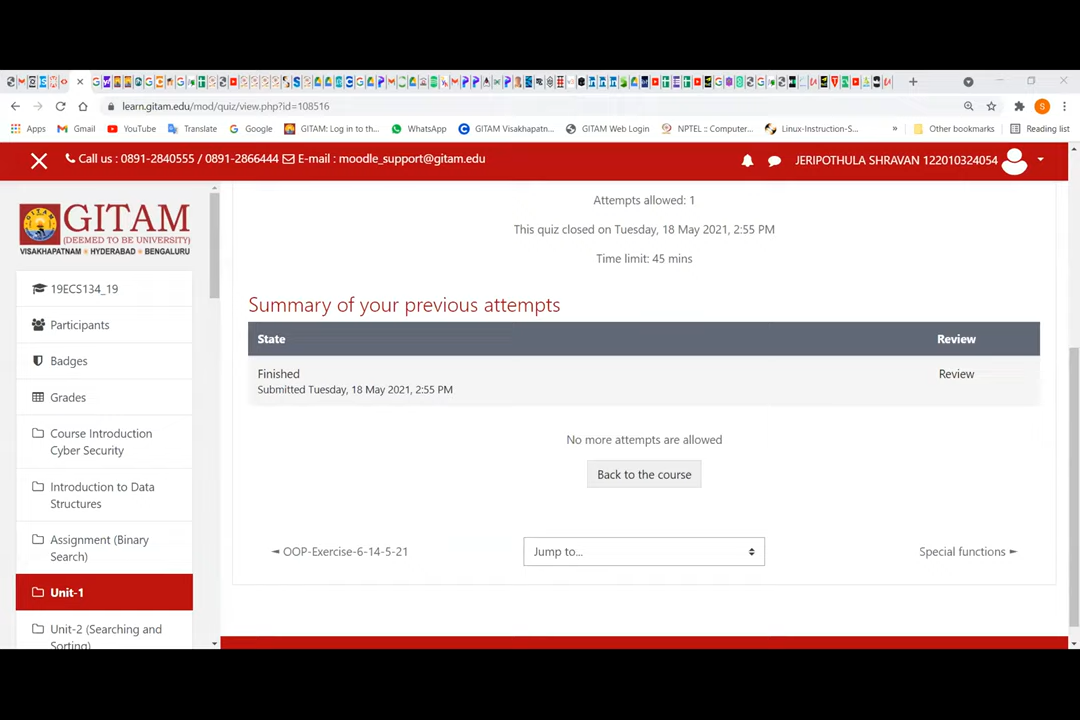 learn.gitam.edu/mod/quiz/view.php?id=108516
Apps Gmail YouTube Translate Google GITAM: Log in to th... WhatsApp GITAM Visakhapatn... GITAM Web Login NPTEL :: Computer... Linux-Instruction-S... » Other bookmarks Reading list
Call us : 0891-2840555 / 0891-2866444 E-mail : moodle_support@gitam.edu
JERIPOTHULA SHRAVAN 122010324054
GITAM
(DEEMED TO BE UNIVERSITY)
VISAKHAPATNAM HYDERABAD BENGALURU
19ECS134_19
Participants
Badges
Grades
Course Introduction
Cyber Security
Introduction to Data
Structures
Assignment (Binary
Search)
Unit-1
Unit-2 (Searching and
Sorting)
Attempts allowed: 1
This quiz closed on Tuesday, 18 May 2021, 2:55 PM
Time limit: 45 mins
Summary of your previous attempts
State Review
Finished Review
Submitted Tuesday, 18 May 2021, 2:55 PM
No more attempts are allowed
Back to the course
◄ OOP-Exercise-6-14-5-21
Jump to...
Special functions ►